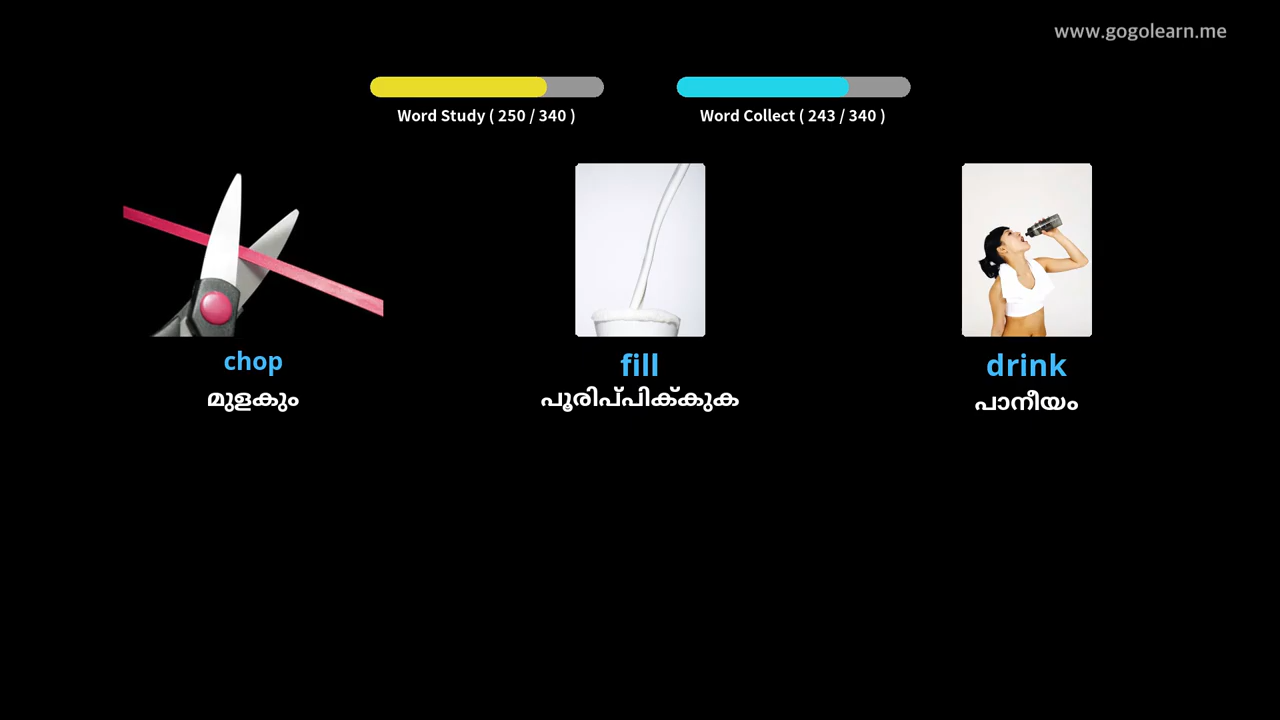 www.gogolearn.me
Word Study ( 250 / 340 )
Word Collect ( 243 / 340 )
chop
മുളകും
fill
പൂരിപ്പിക്കുക
drink
പാനീയം